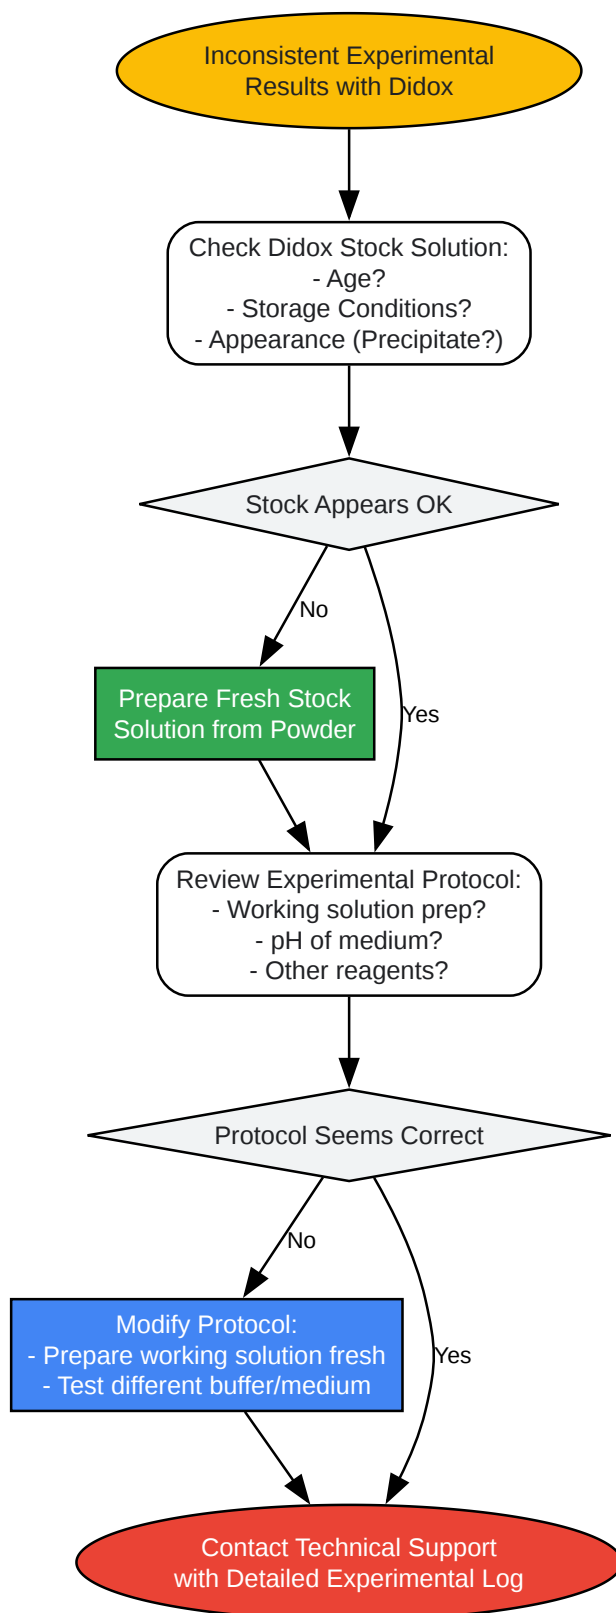 Inconsistent Experimental
Results with Didox
Check Didox Stock Solution:
- Age?
- Storage Conditions?
- Appearance (Precipitate?)
Stock Appears OK
No
Prepare Fresh Stock
Solution from Powder
Yes
Review Experimental Protocol:
- Working solution prep?
- pH of medium?
- Other reagents?
Protocol Seems Correct
No
Modify Protocol:
- Prepare working solution fresh
- Test different buffer/medium
Yes
Contact Technical Support
with Detailed Experimental Log